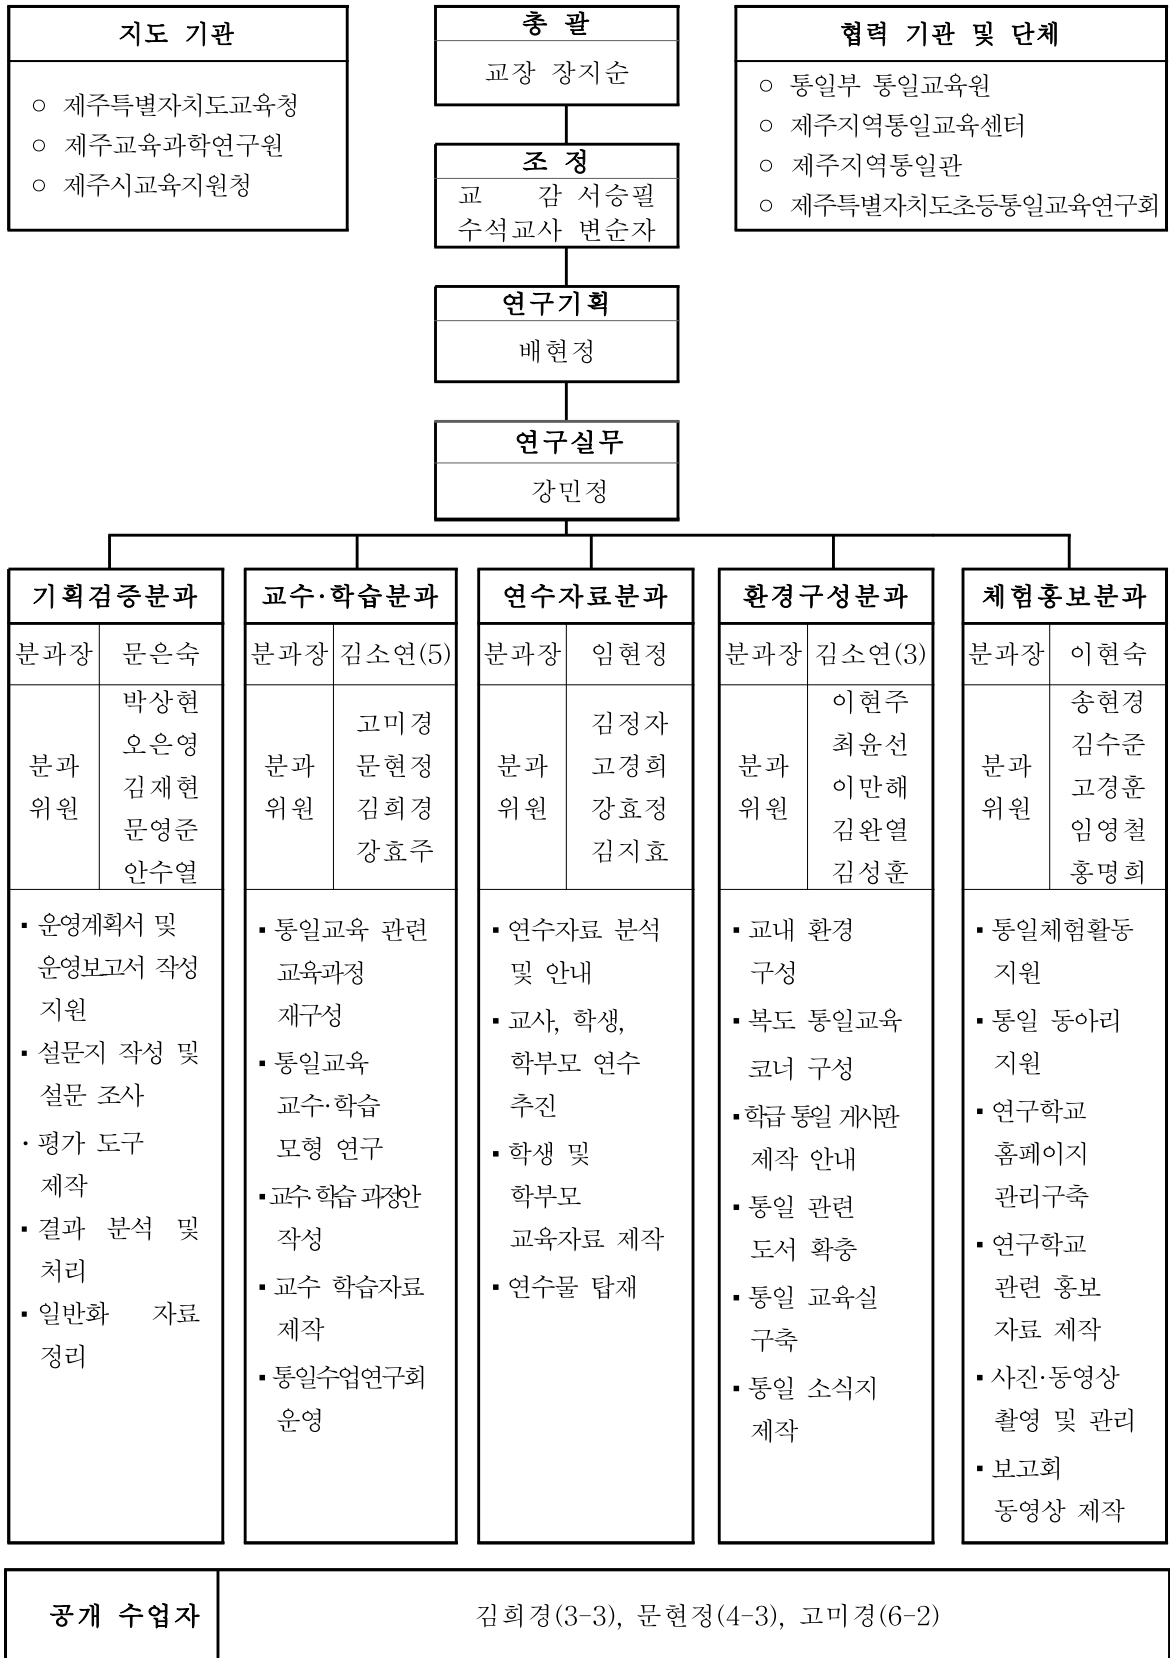 지도 기관
○ 제주특별자치도교육청
○ 제주교육과학연구원
○ 제주시교육지원청
총 괄
교장 장지순
조 정
교 감 서승필
수석교사 변순자
연구기획
배현정
연구실무
강민정
협력 기관 및 단체
○ 통일부 통일교육원
○ 제주지역통일교육센터
○ 제주지역통일관
○ 제주특별자치도초등통일교육연구회
기획검증분과
분과장 문은숙
분과
위원
박상현
오은영
김재현
문영준
안수열
▪ 운영계획서 및
운영보고서 작성
지원
▪ 설문지 작성 및
설문 조사
· 평가 도구
제작
▪ 결과 분석 및
처리
▪ 일반화 자료
정리
교수·학습분과
분과장 김소연(5)
분과
위원
고미경
문현정
김희경
강효주
▪ 통일교육 관련
교육과정
재구성
▪ 통일교육
교수·학습
모형 연구
▪ 교수·학습 과정안
작성
▪ 교수 학습자료
제작
▪ 통일수업연구회
운영
연수자료분과
분과장 임현정
분과
위원
김정자
고경희
강효정
김지효
▪ 연수자료 분석
및 안내
▪ 교사, 학생,
학부모 연수
추진
▪ 학생 및
학부모
교육자료 제작
▪ 연수물 탑재
환경구성분과
분과장 김소연(3)
분과
위원
이현주
최윤선
이만해
김완열
김성훈
▪ 교내 환경
구성
▪ 복도 통일교육
코너 구성
▪ 학급 통일 게시판
제작 안내
▪ 통일 관련
도서 확충
▪ 통일 교육실
구축
▪ 통일 소식지
제작
체험홍보분과
분과장 이현숙
분과
위원
송현경
김수준
고경훈
임영철
홍명희
▪ 통일체험활동
지원
▪ 통일 동아리
지원
▪ 연구학교
홈페이지
관리구축
▪ 연구학교
관련 홍보
자료 제작
▪ 사진·동영상
촬영 및 관리
▪ 보고회
동영상 제작
공개 수업자 김희경(3-3), 문현정(4-3), 고미경(6-2)